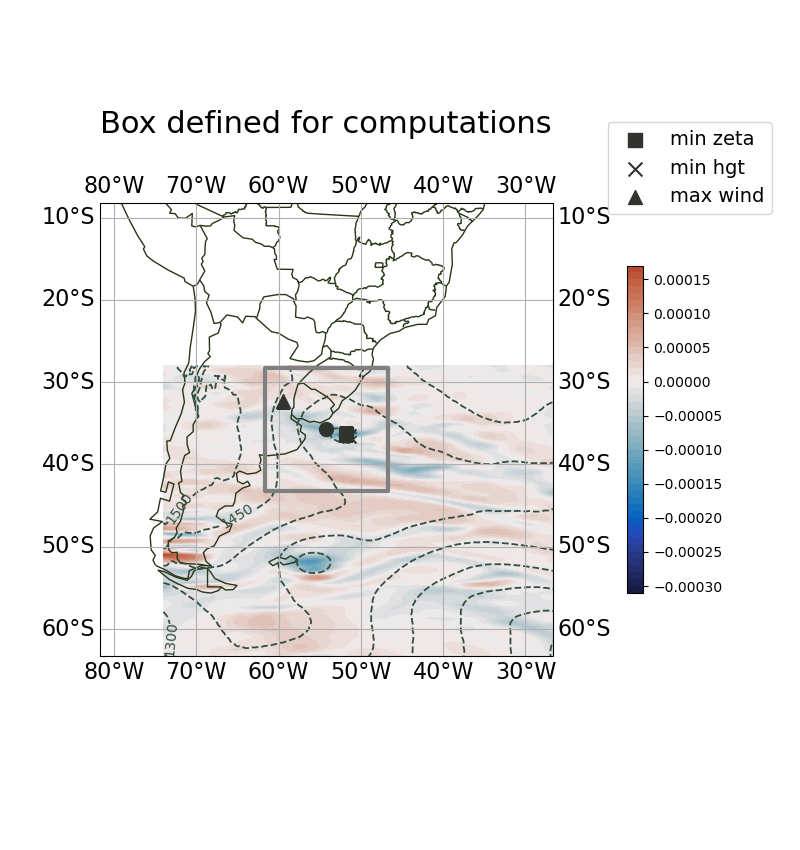 Box defined for computations
min zeta
min hgt
max wind
80°W 70°W 60°W 50°W 40°W 30°W
10°S 10°S
20°S 20°S
30°S 30°S
40°S 40°S
50°S 50°S
60°S 60°S
80°W 70°W 60°W 50°W 40°W 30°W
1500
1450
1300
0.00015
0.00010
0.00005
0.00000
−0.00005
−0.00010
−0.00015
−0.00020
−0.00025
−0.00030